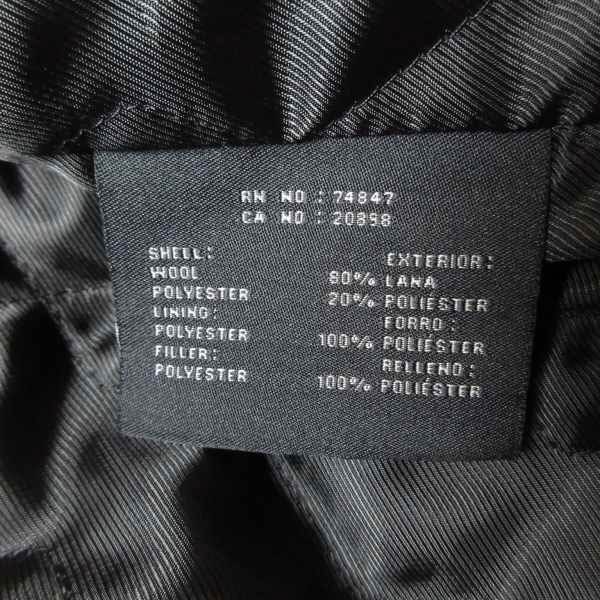 RN NO : 74847
CA NO : 20898
SHELL: EXTERIOR:
WOOL 80% LANA
POLYESTER 20% POLIÉSTER
LINING: FORRO:
POLYESTER 100% POLIÉSTER
FILLER: RELLENO:
POLYESTER 100% POLIÉSTER